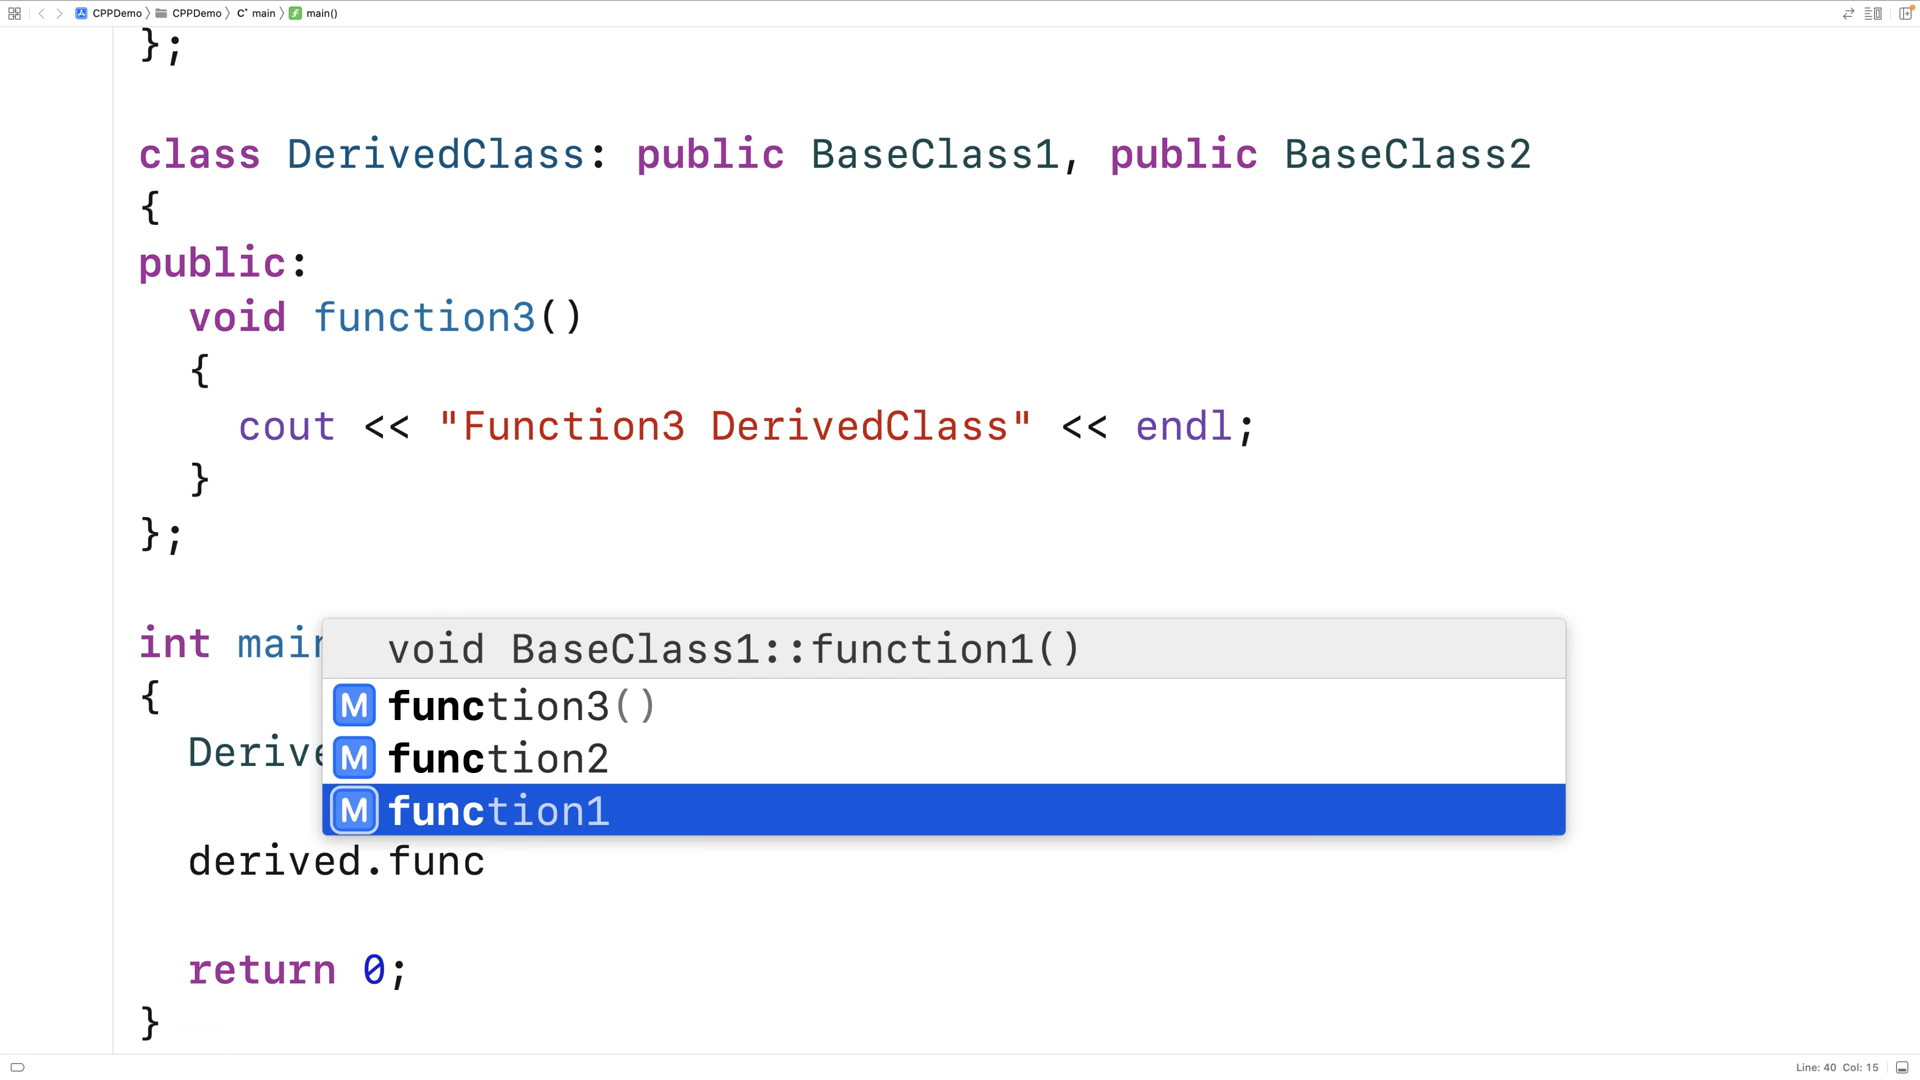 CPPDemo CPPDemo C⁺ main f main()
};
class DerivedClass: public BaseClass1, public BaseClass2
{
public:
void function3()
{
cout << "Function3 DerivedClass" << endl;
}
};
int main
void BaseClass1::function1()
{
M function3()
M function2
Derive
M function1
derived.func
return 0;
}
Line: 40 Col: 15